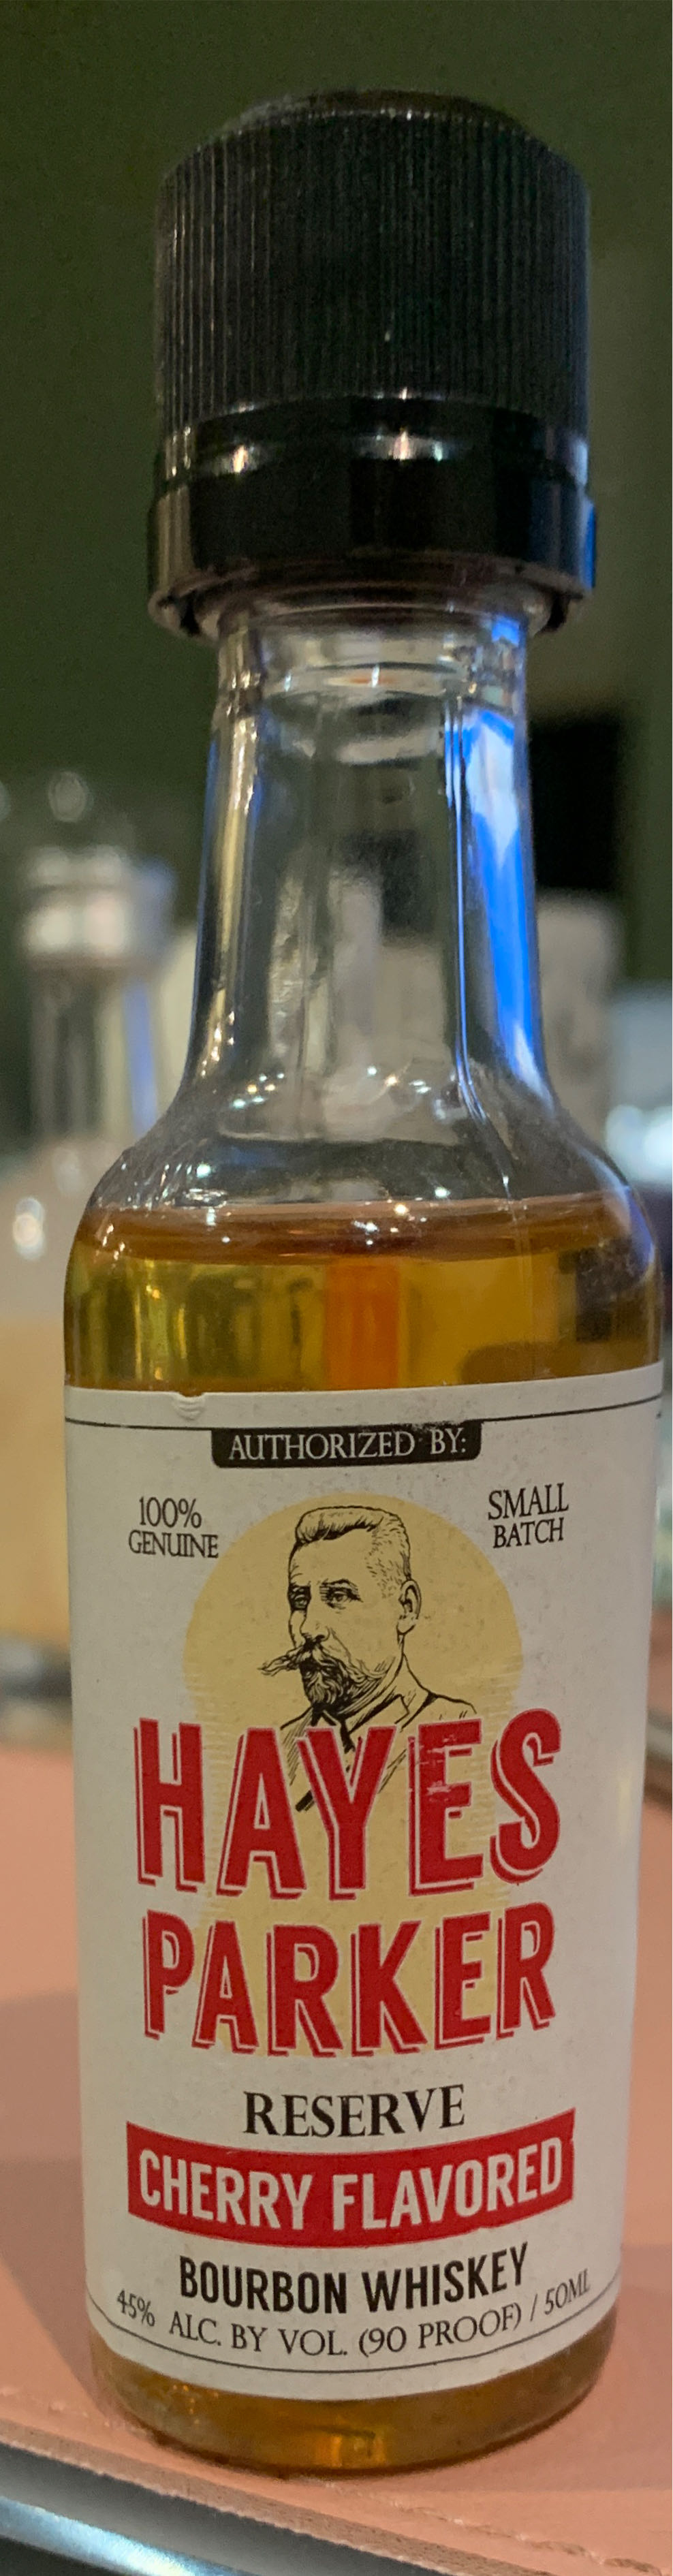 AUTHORIZED BY:
100%
GENUINE
SMALL
BATCH
HAYES
PARKER
RESERVE
CHERRY FLAVORED
BOURBON WHISKEY
45% ALC. BY VOL. (90 PROOF) / 50ML